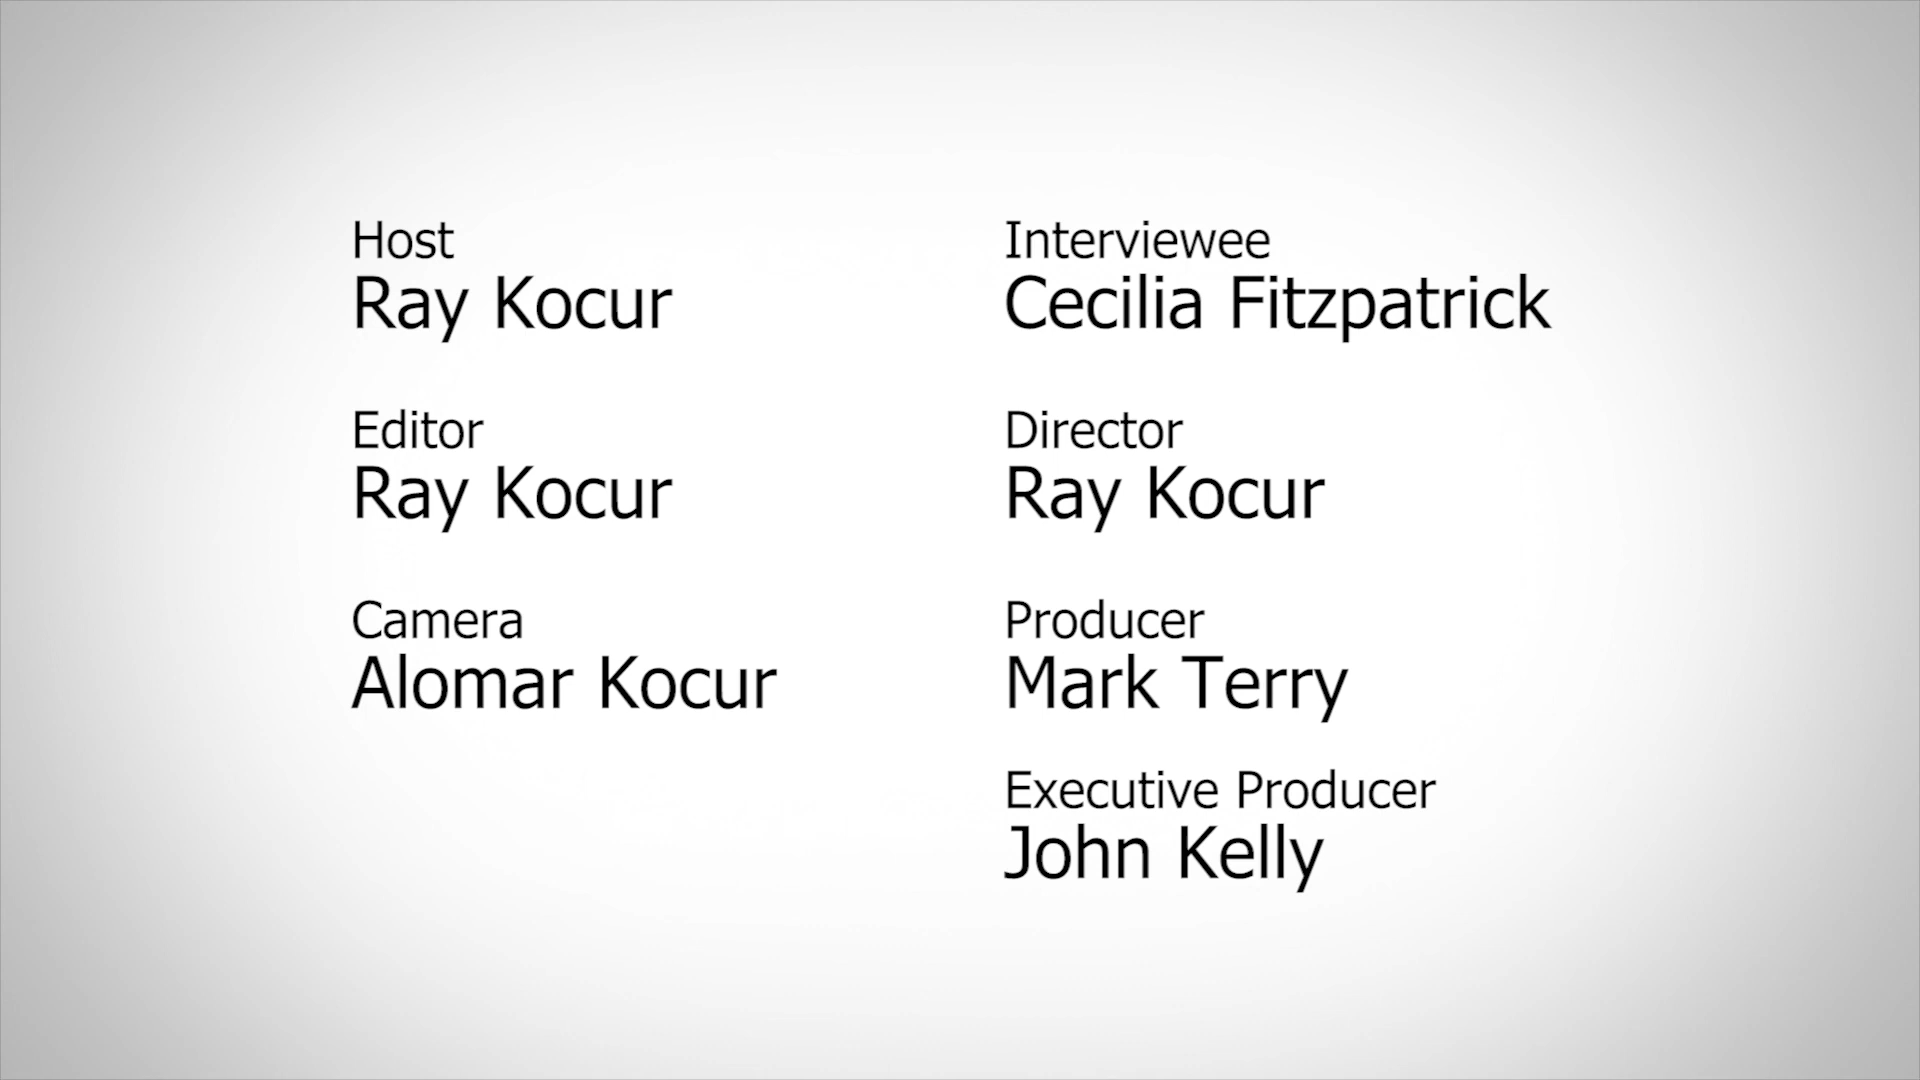 Host
Ray Kocur
Interviewee
Cecilia Fitzpatrick
Editor
Ray Kocur
Director
Ray Kocur
Camera
Alomar Kocur
Producer
Mark Terry
Executive Producer
John Kelly